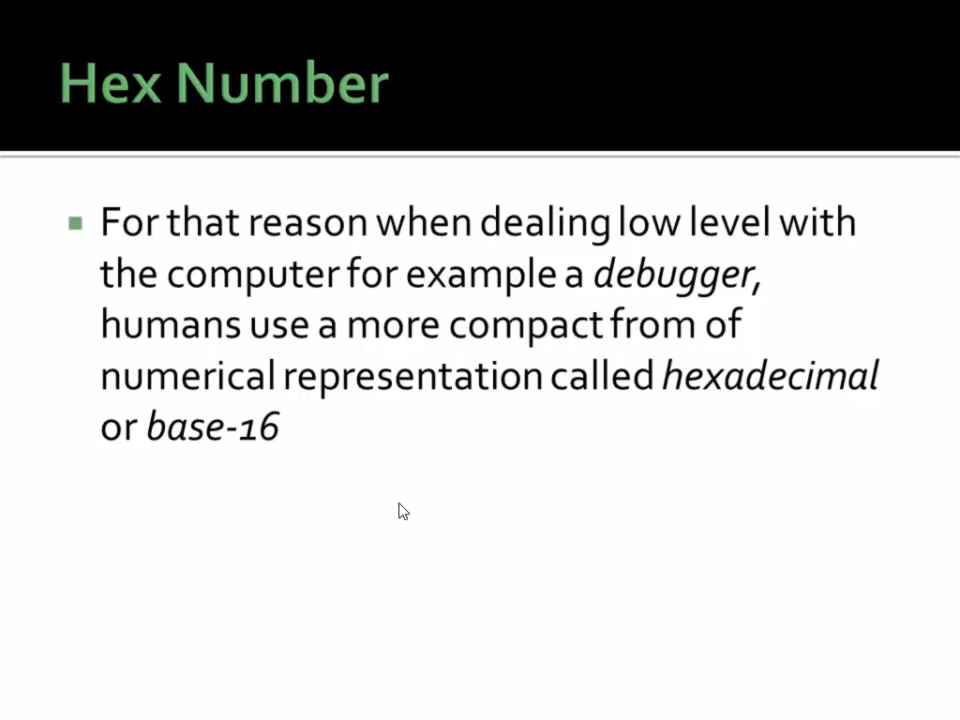 Hex Number
For that reason when dealing low level with
the computer for example a debugger,
humans use a more compact from of
numerical representation called hexadecimal
or base-16